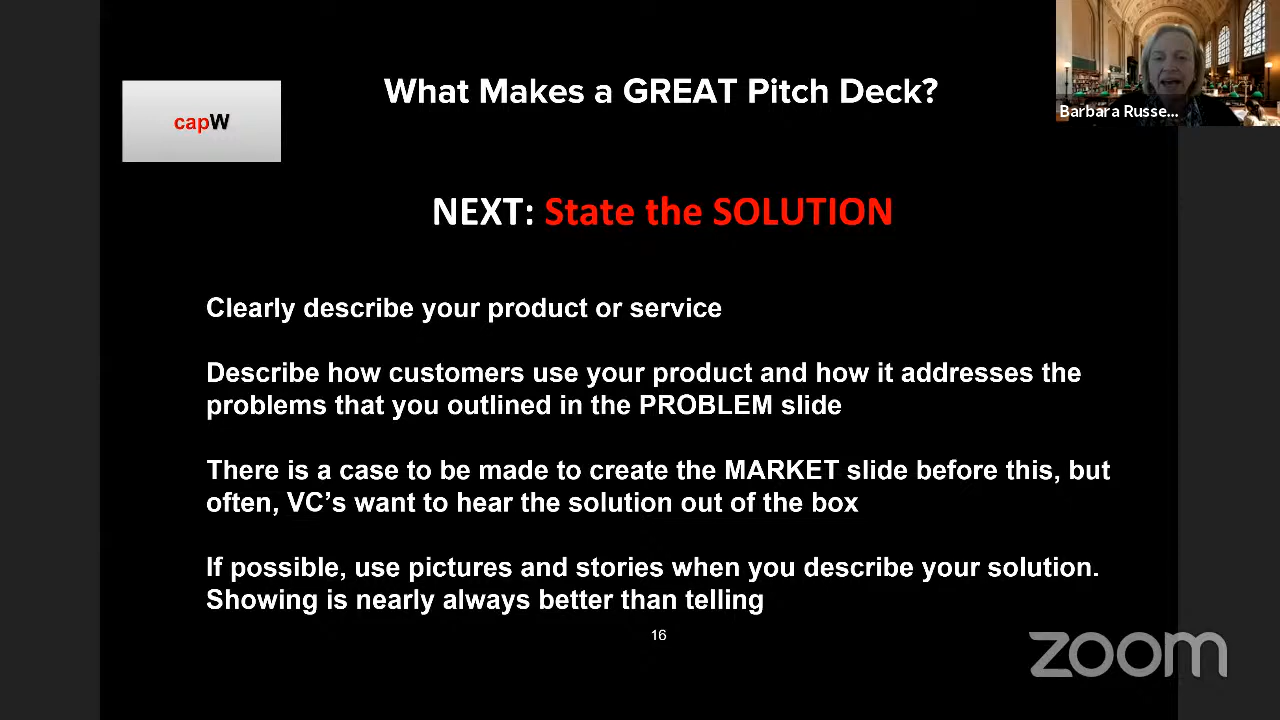 What Makes a GREAT Pitch Deck?
capW
Barbara Russe...
NEXT: State the SOLUTION
Clearly describe your product or service
Describe how customers use your product and how it addresses the
problems that you outlined in the PROBLEM slide
There is a case to be made to create the MARKET slide before this, but
often, VC’s want to hear the solution out of the box
If possible, use pictures and stories when you describe your solution.
Showing is nearly always better than telling
16
zoom